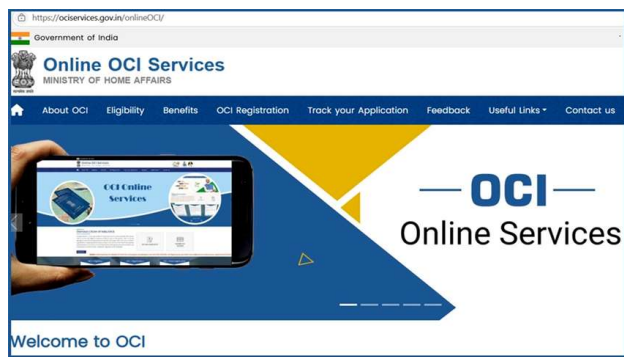 https://ociservices.gov.in/onlineOCI/
Government of India
Online OCI Services
MINISTRY OF HOME AFFAIRS
About OCI Eligibility Benefits OCI Registration Track your Application Feedback Useful Links Contact us
OCI Online
Services
OCI
Online Services
Welcome to OCI